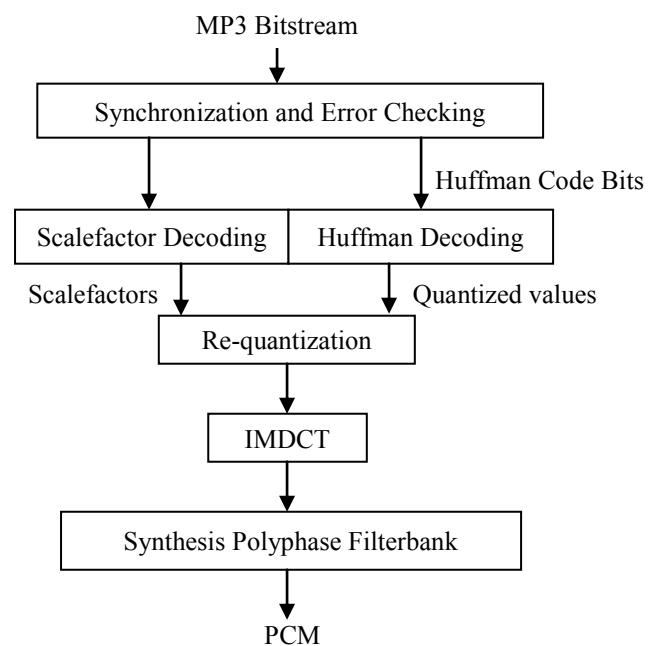 MP3 Bitstream
Synchronization and Error Checking
Huffman Code Bits
Scalefactor Decoding
Huffman Decoding
Scalefactors
Quantized values
Re-quantization
IMDCT
Synthesis Polyphase Filterbank
PCM